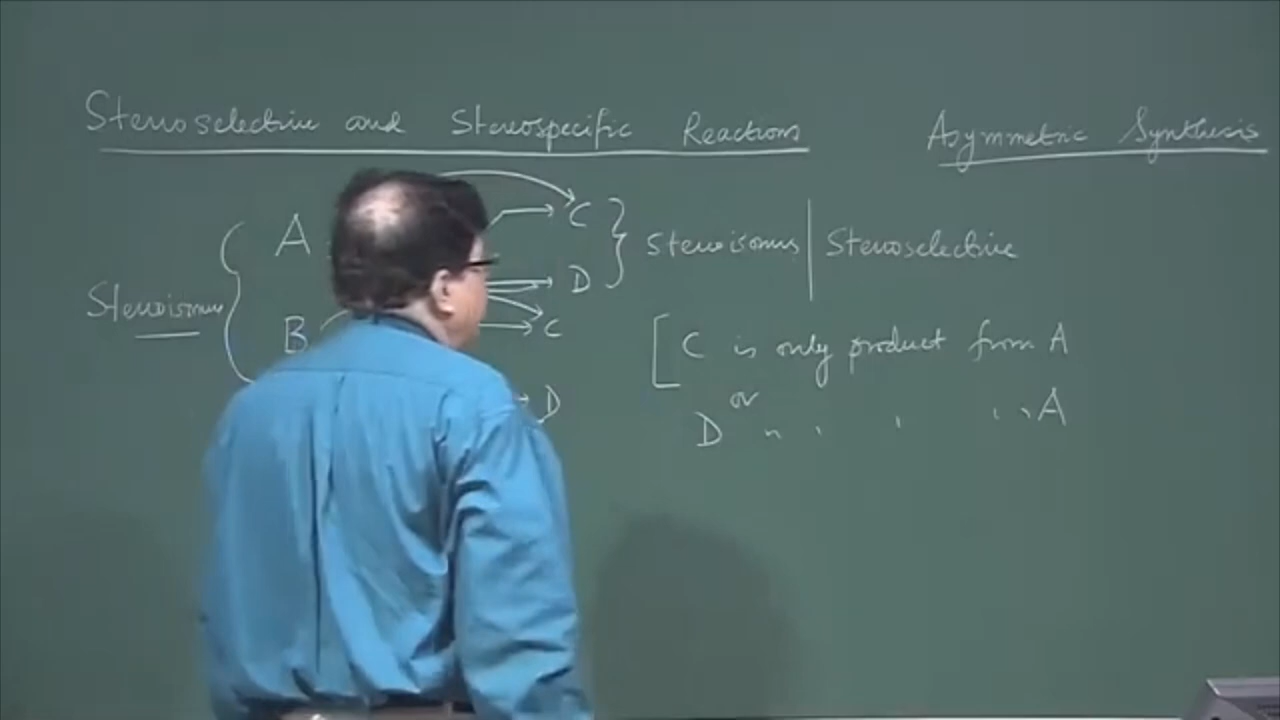 Stereoselective and Stereospecific Reactions
Asymmetric Synthesis
A
C
Stereoisomers
Stereoselective
D
Stereoisomers
B
C
[ C is only product from A
or
D
D " " " " " A